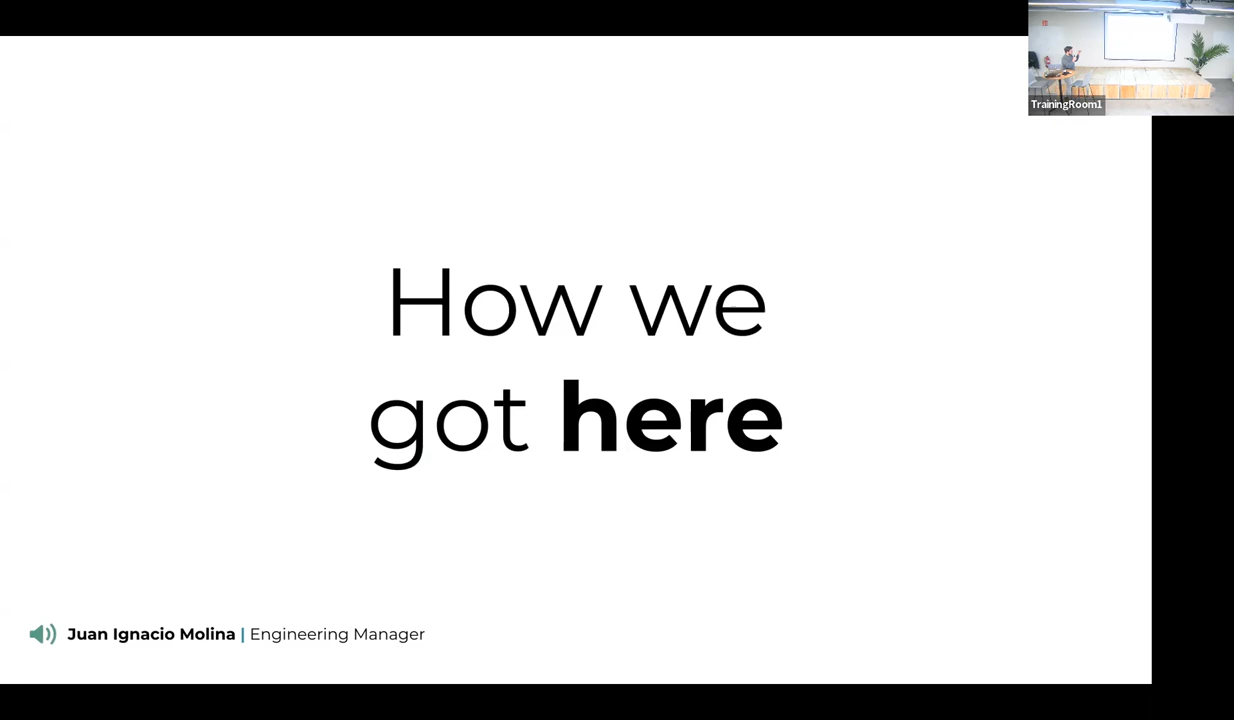 TrainingRoom1
How we
got here
Juan Ignacio Molina | Engineering Manager